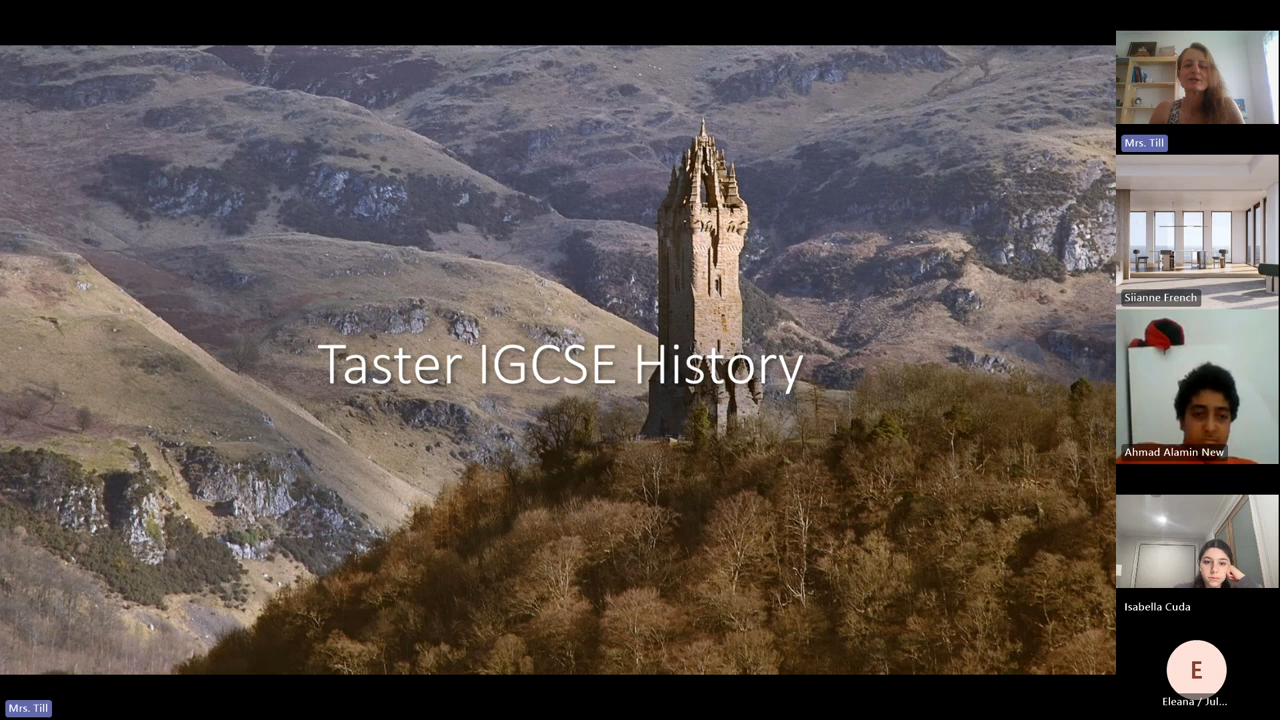 Taster IGCSE History
Mrs. Till
Siianne French
Ahmad Alamin New
Isabella Cuda
E
Eleana / Jul...
Mrs. Till